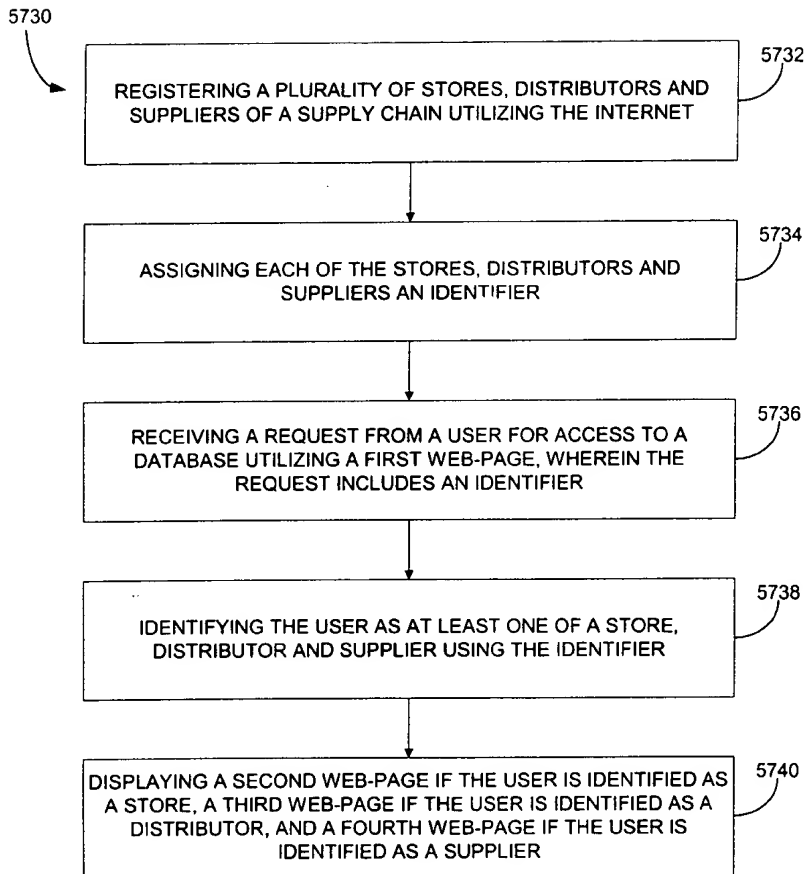 5730
5732
REGISTERING A PLURALITY OF STORES, DISTRIBUTORS AND
SUPPLIERS OF A SUPPLY CHAIN UTILIZING THE INTERNET
5734
ASSIGNING EACH OF THE STORES, DISTRIBUTORS AND
SUPPLIERS AN IDENTIFIER
5736
RECEIVING A REQUEST FROM A USER FOR ACCESS TO A
DATABASE UTILIZING A FIRST WEB-PAGE, WHEREIN THE
REQUEST INCLUDES AN IDENTIFIER
5738
IDENTIFYING THE USER AS AT LEAST ONE OF A STORE,
DISTRIBUTOR AND SUPPLIER USING THE IDENTIFIER
5740
DISPLAYING A SECOND WEB-PAGE IF THE USER IS IDENTIFIED AS
A STORE, A THIRD WEB-PAGE IF THE USER IS IDENTIFIED AS A
DISTRIBUTOR, AND A FOURTH WEB-PAGE IF THE USER IS
IDENTIFIED AS A SUPPLIER